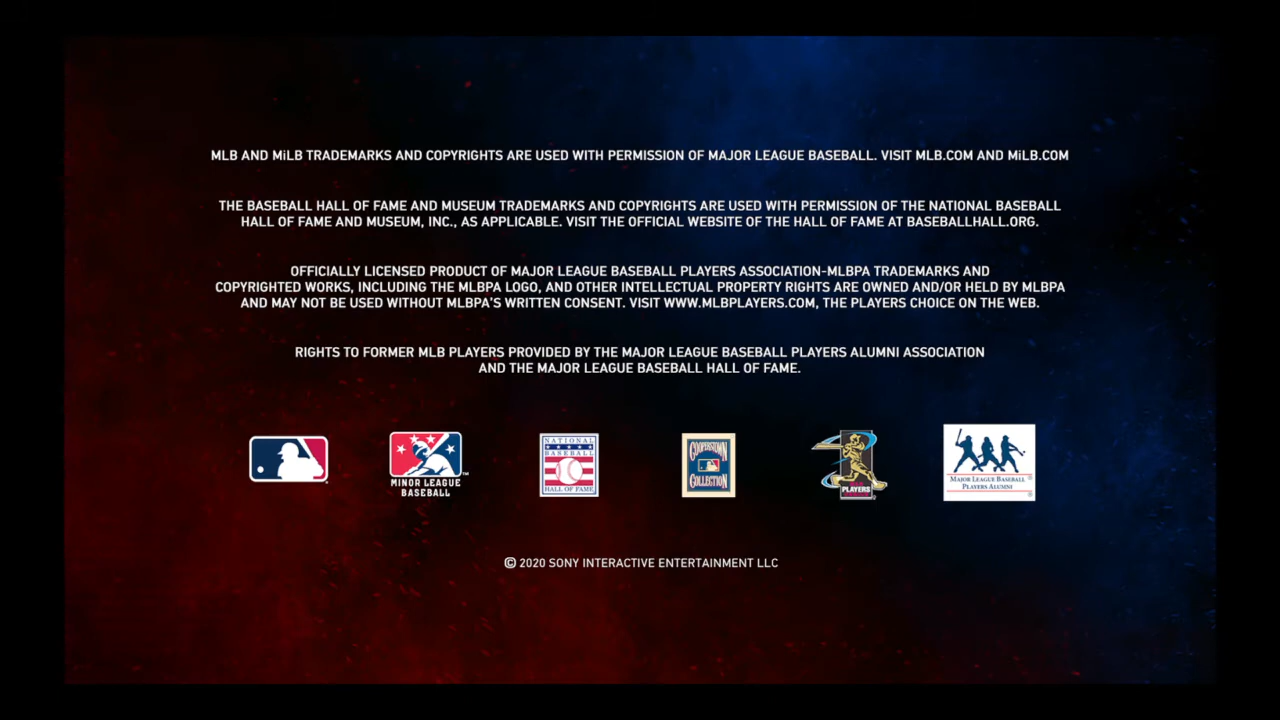 MLB AND MiLB TRADEMARKS AND COPYRIGHTS ARE USED WITH PERMISSION OF MAJOR LEAGUE BASEBALL. VISIT MLB.COM AND MiLB.COM
THE BASEBALL HALL OF FAME AND MUSEUM TRADEMARKS AND COPYRIGHTS ARE USED WITH PERMISSION OF THE NATIONAL BASEBALL
HALL OF FAME AND MUSEUM, INC., AS APPLICABLE. VISIT THE OFFICIAL WEBSITE OF THE HALL OF FAME AT BASEBALLHALL.ORG.
OFFICIALLY LICENSED PRODUCT OF MAJOR LEAGUE BASEBALL PLAYERS ASSOCIATION-MLBPA TRADEMARKS AND
COPYRIGHTED WORKS, INCLUDING THE MLBPA LOGO, AND OTHER INTELLECTUAL PROPERTY RIGHTS ARE OWNED AND/OR HELD BY MLBPA
AND MAY NOT BE USED WITHOUT MLBPA'S WRITTEN CONSENT. VISIT WWW.MLBPLAYERS.COM, THE PLAYERS CHOICE ON THE WEB.
RIGHTS TO FORMER MLB PLAYERS PROVIDED BY THE MAJOR LEAGUE BASEBALL PLAYERS ALUMNI ASSOCIATION
AND THE MAJOR LEAGUE BASEBALL HALL OF FAME.
MINOR LEAGUE
BASEBALL
™
NATIONAL
BASEBALL
HALL OF FAME
COOPERSTOWN
COLLECTION
PLAYERS
MAJOR LEAGUE BASEBALL
PLAYERS ALUMNI
© 2020 SONY INTERACTIVE ENTERTAINMENT LLC